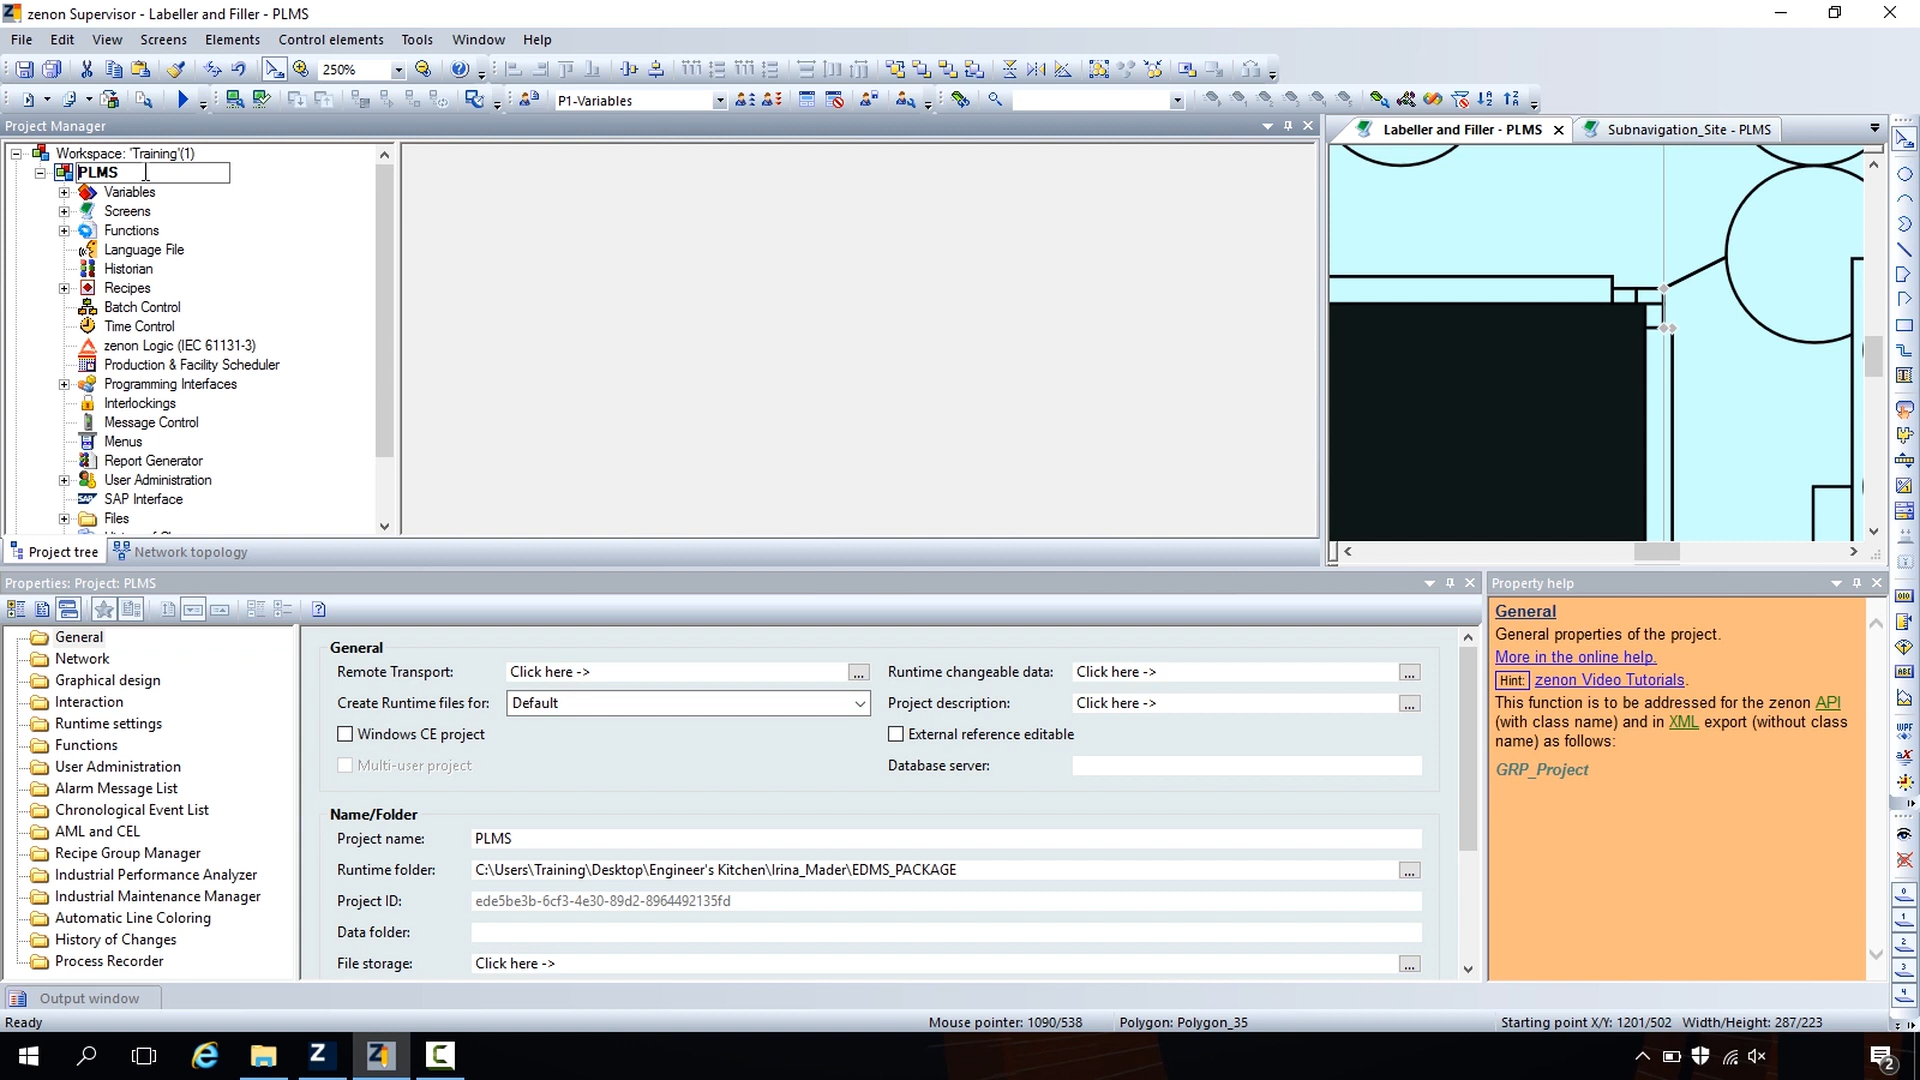 zenon Supervisor - Labeller and Filler - PLMS
File Edit View Screens Elements Control elements Tools Window Help
250%
P1-Variables
Project Manager
Labeller and Filler - PLMS
Subnavigation_Site - PLMS
Workspace: 'Training'(1)
PLMS
Variables
Screens
Functions
Language File
Historian
Recipes
Batch Control
Time Control
zenon Logic (IEC 61131-3)
Production & Facility Scheduler
Programming Interfaces
Interlockings
Message Control
Menus
Report Generator
User Administration
SAP Interface
Files
Project tree
Network topology
Properties: Project: PLMS
General
Network
Graphical design
Interaction
Runtime settings
Functions
User Administration
Alarm Message List
Chronological Event List
AML and CEL
Recipe Group Manager
Industrial Performance Analyzer
Industrial Maintenance Manager
Automatic Line Coloring
History of Changes
Process Recorder
General
Remote Transport: Click here -> ...
Runtime changeable data: Click here -> ...
Create Runtime files for: Default
Project description: Click here -> ...
Windows CE project
External reference editable
Multi-user project
Database server:
Name/Folder
Project name: PLMS
Runtime folder: C:\Users\Training\Desktop\Engineer's Kitchen\Irina_Mader\EDMS_PACKAGE ...
Project ID: ede5be3b-6cf3-4e30-89d2-8964492135fd
Data folder:
File storage: Click here -> ...
Property help
General
General properties of the project.
More in the online help.
Hint: zenon Video Tutorials.
This function is to be addressed for the zenon API
(with class name) and in XML export (without class
name) as follows:
GRP_Project
Output window
Ready
Mouse pointer: 1090/538
Polygon: Polygon_35
Starting point X/Y: 1201/502
Width/Height: 287/223
2